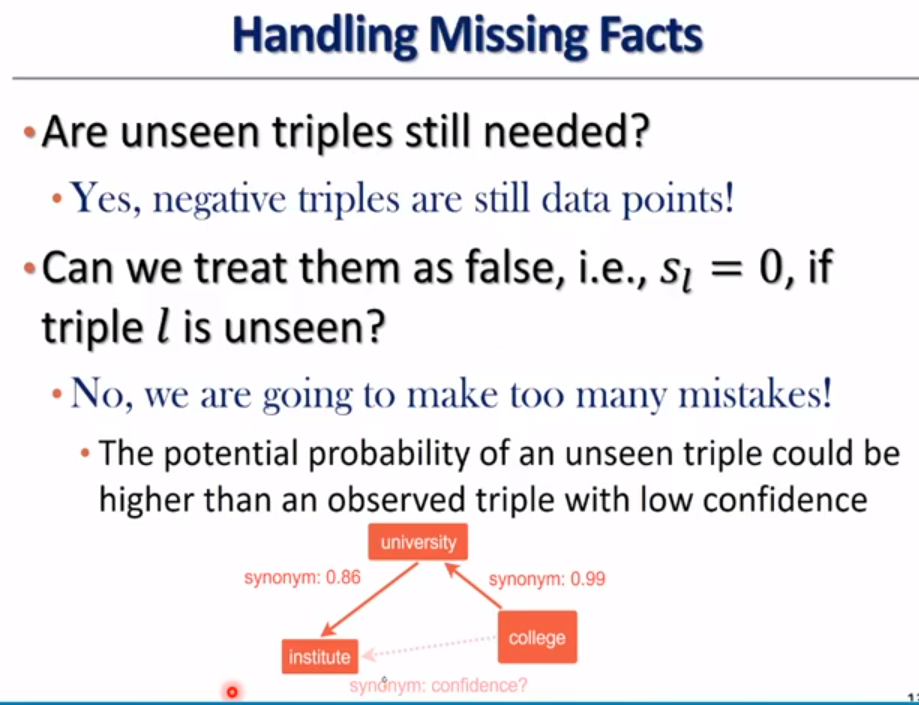 Handling Missing Facts
•Are unseen triples still needed?
•Yes, negative triples are still data points!
•Can we treat them as false, i.e., sₗ = 0, if
triple l is unseen?
•No, we are going to make too many mistakes!
•The potential probability of an unseen triple could be
higher than an observed triple with low confidence
university
synonym: 0.86
synonym: 0.99
college
institute
synonym: confidence?